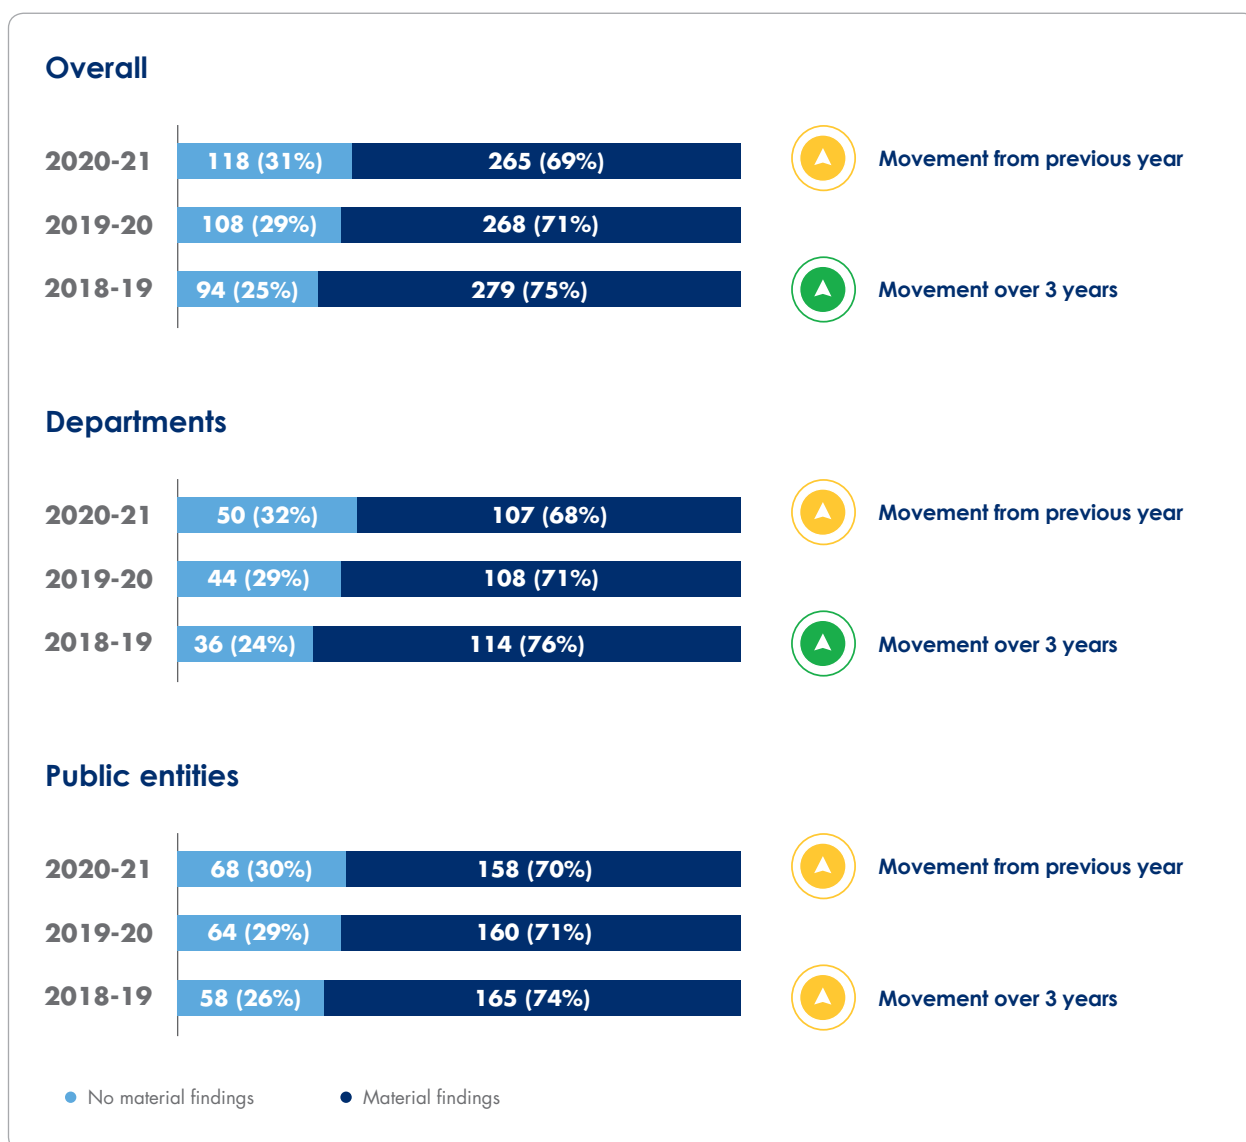 Overall
2020-21 118 (31%) 265 (69%) Movement from previous year
2019-20 108 (29%) 268 (71%)
2018-19 94 (25%) 279 (75%) Movement over 3 years
Departments
2020-21 50 (32%) 107 (68%) Movement from previous year
2019-20 44 (29%) 108 (71%)
2018-19 36 (24%) 114 (76%) Movement over 3 years
Public entities
2020-21 68 (30%) 158 (70%) Movement from previous year
2019-20 64 (29%) 160 (71%)
2018-19 58 (26%) 165 (74%) Movement over 3 years
No material findings Material findings